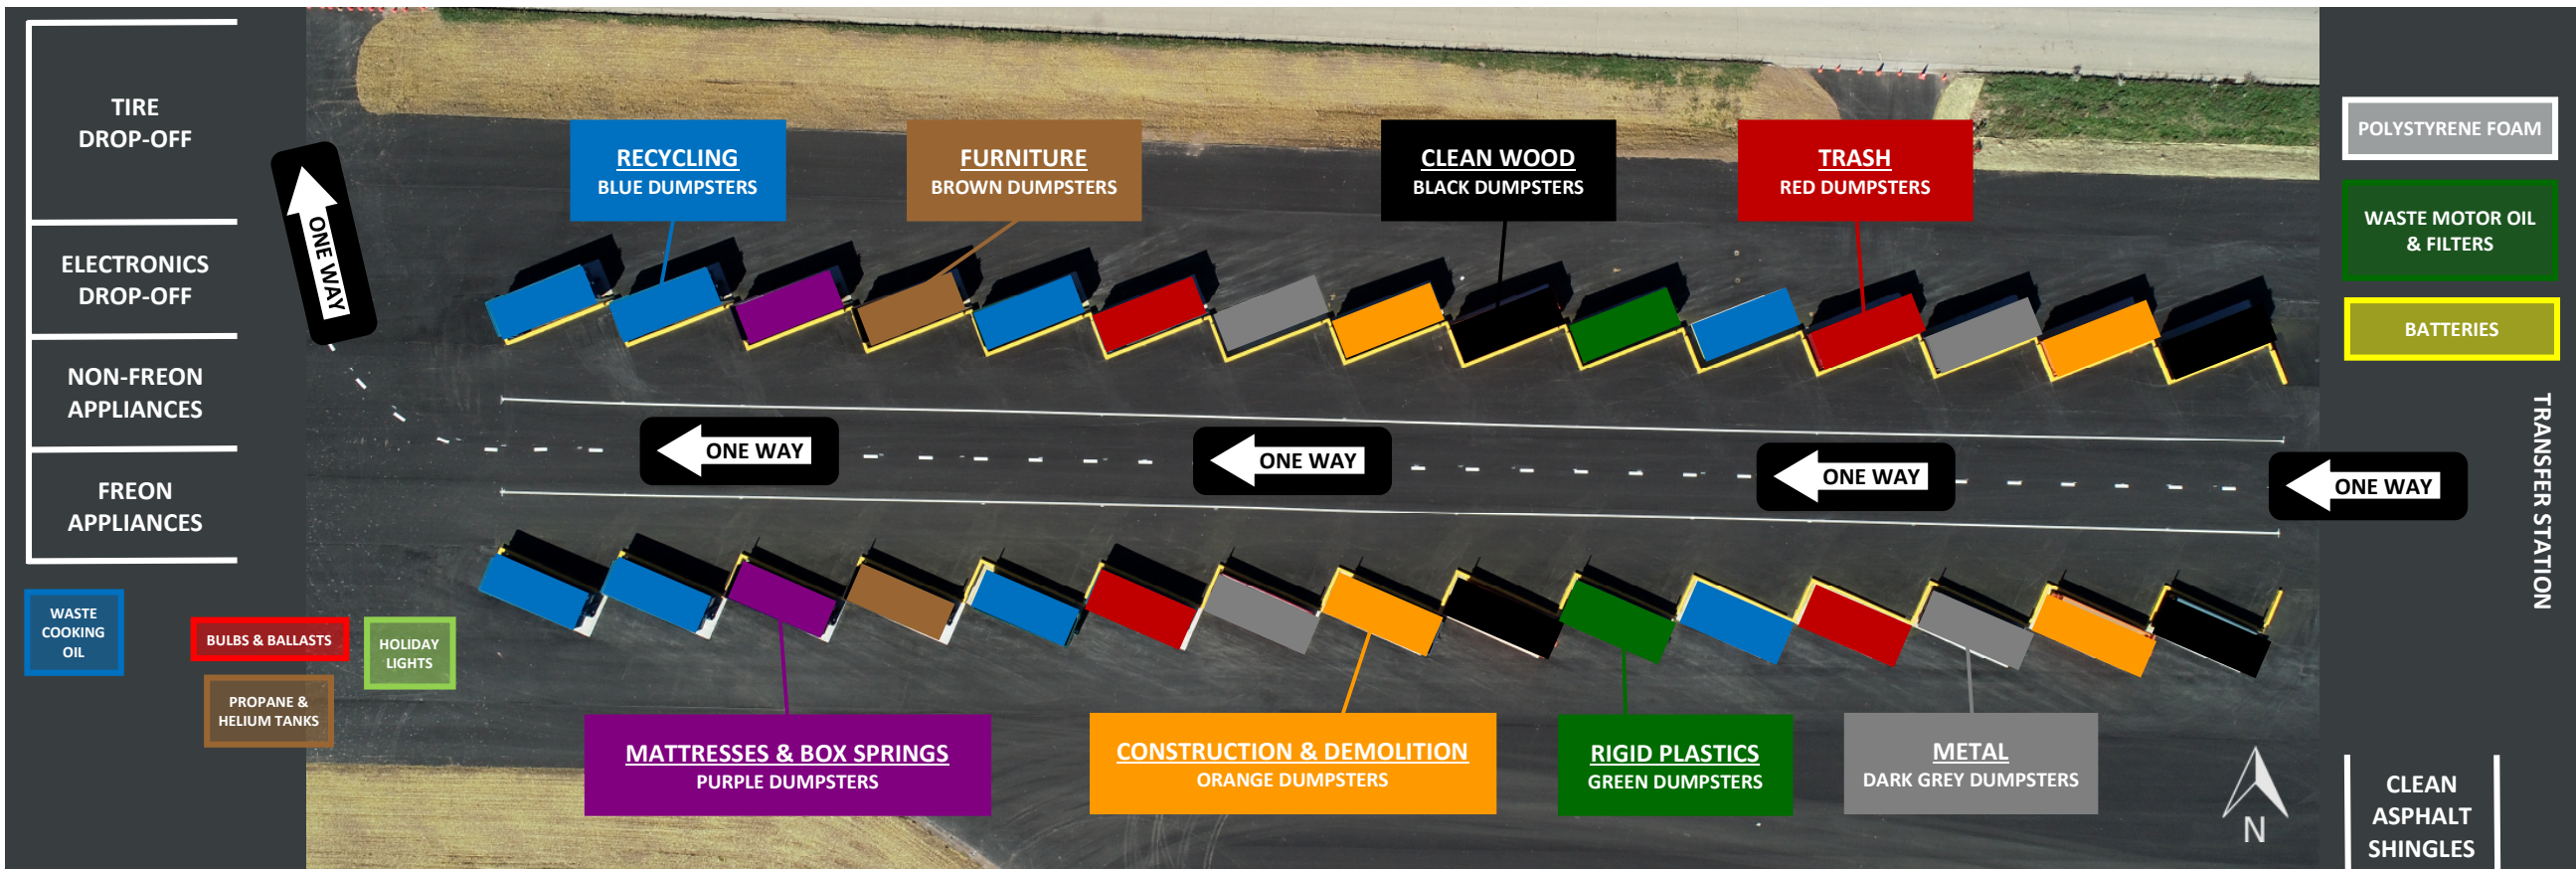 TIRE
DROP-OFF
ELECTRONICS
DROP-OFF
NON-FREON
APPLIANCES
FREON
APPLIANCES
WASTE
COOKING
OIL
BULBS & BALLASTS
HOLIDAY
LIGHTS
PROPANE &
HELIUM TANKS
ONE WAY
RECYCLING
BLUE DUMPSTERS
FURNITURE
BROWN DUMPSTERS
CLEAN WOOD
BLACK DUMPSTERS
TRASH
RED DUMPSTERS
ONE WAY
ONE WAY
ONE WAY
ONE WAY
MATTRESSES & BOX SPRINGS
PURPLE DUMPSTERS
CONSTRUCTION & DEMOLITION
ORANGE DUMPSTERS
RIGID PLASTICS
GREEN DUMPSTERS
METAL
DARK GREY DUMPSTERS
POLYSTYRENE FOAM
WASTE MOTOR OIL
& FILTERS
BATTERIES
TRANSFER STATION
N
CLEAN
ASPHALT
SHINGLES